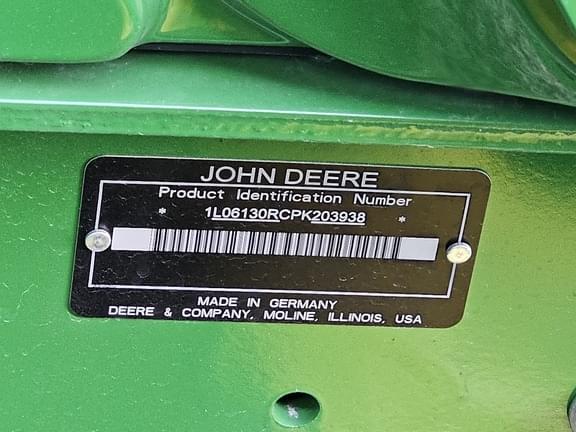 JOHN DEERE
Product Identification Number
* 1L06130RCPK203938 *
MADE IN GERMANY
DEERE & COMPANY, MOLINE, ILLINOIS, USA